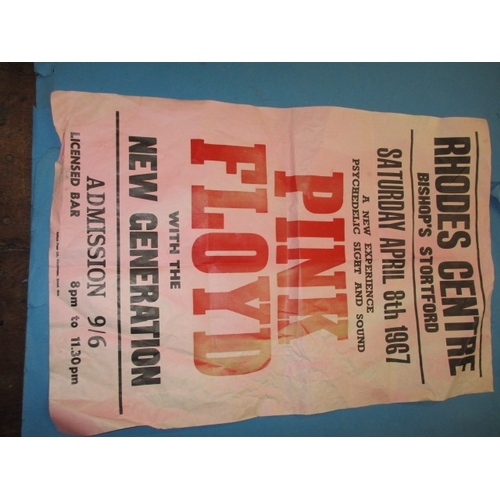 RHODES CENTRE
BISHOP'S STORTFORD
SATURDAY APRIL 8th 1967
A NEW EXPERIENCE
PSYCHEDELIC SIGHT AND SOUND
PINK
FLOYD
WITH THE
NEW GENERATION
ADMISSION 9/6
LICENSED BAR 8pm to 11.30pm